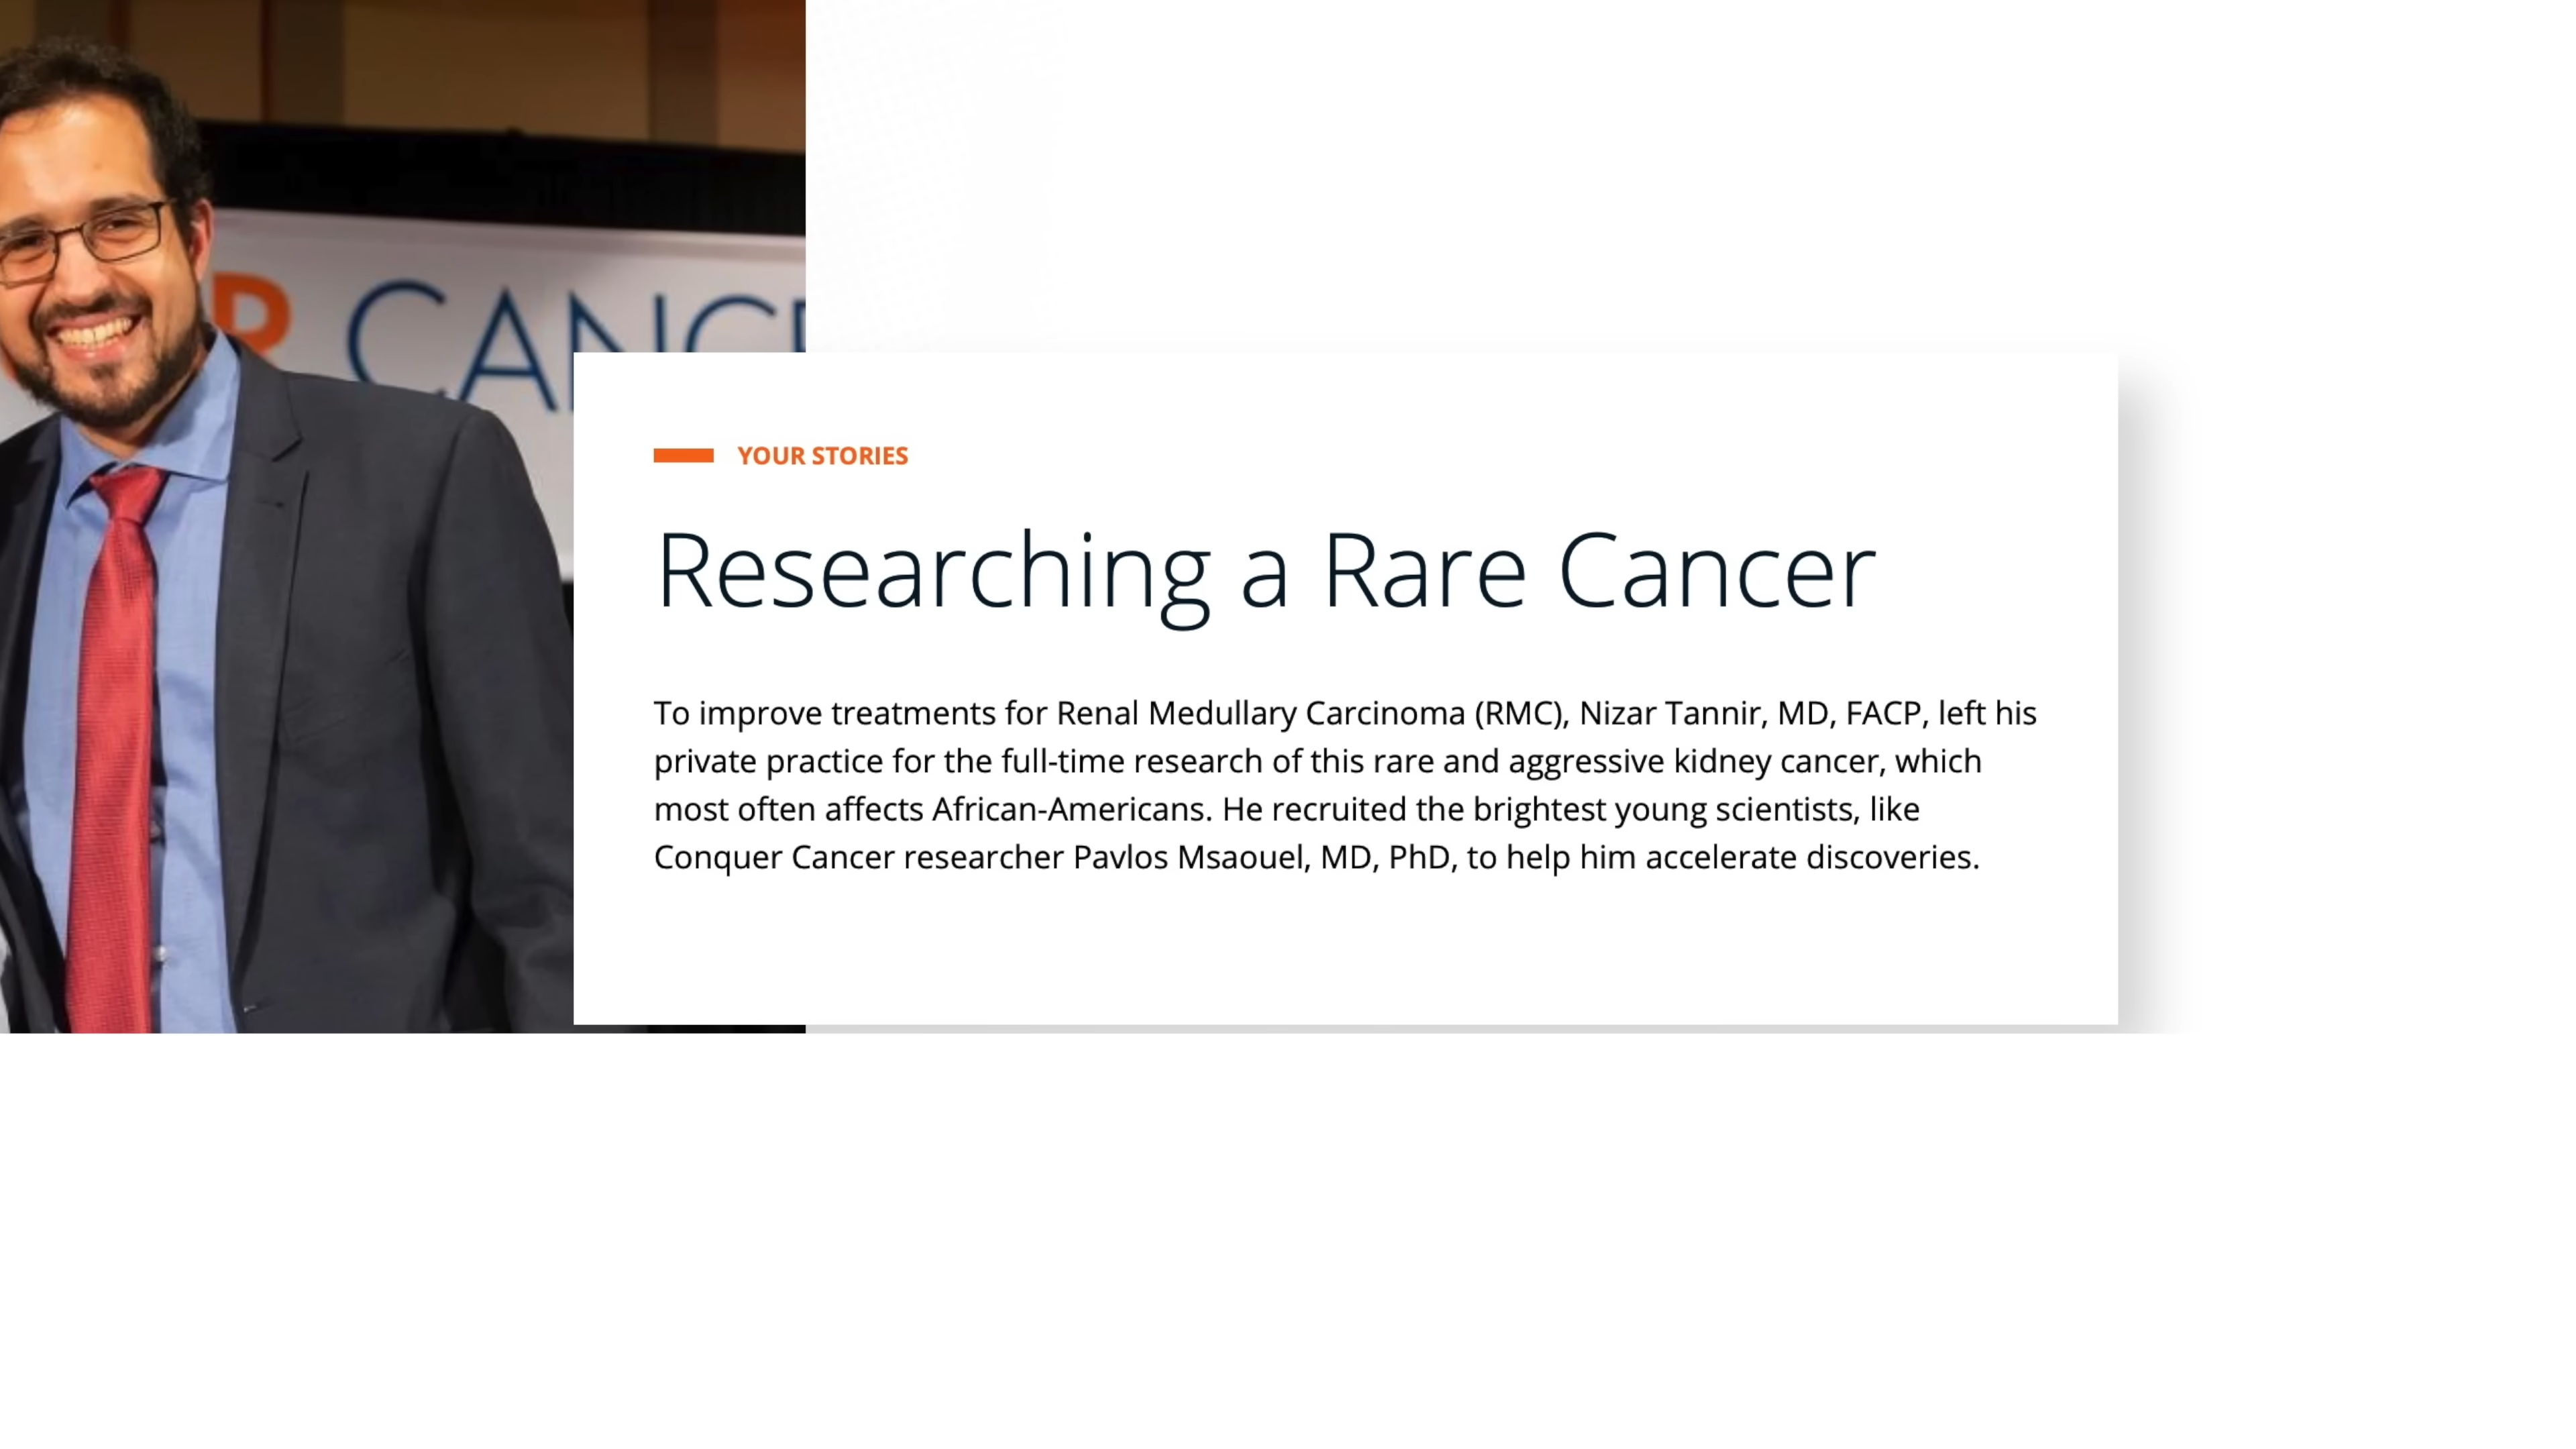 R CANCE
YOUR STORIES
Researching a Rare Cancer
To improve treatments for Renal Medullary Carcinoma (RMC), Nizar Tannir, MD, FACP, left his
private practice for the full-time research of this rare and aggressive kidney cancer, which
most often affects African-Americans. He recruited the brightest young scientists, like
Conquer Cancer researcher Pavlos Msaouel, MD, PhD, to help him accelerate discoveries.